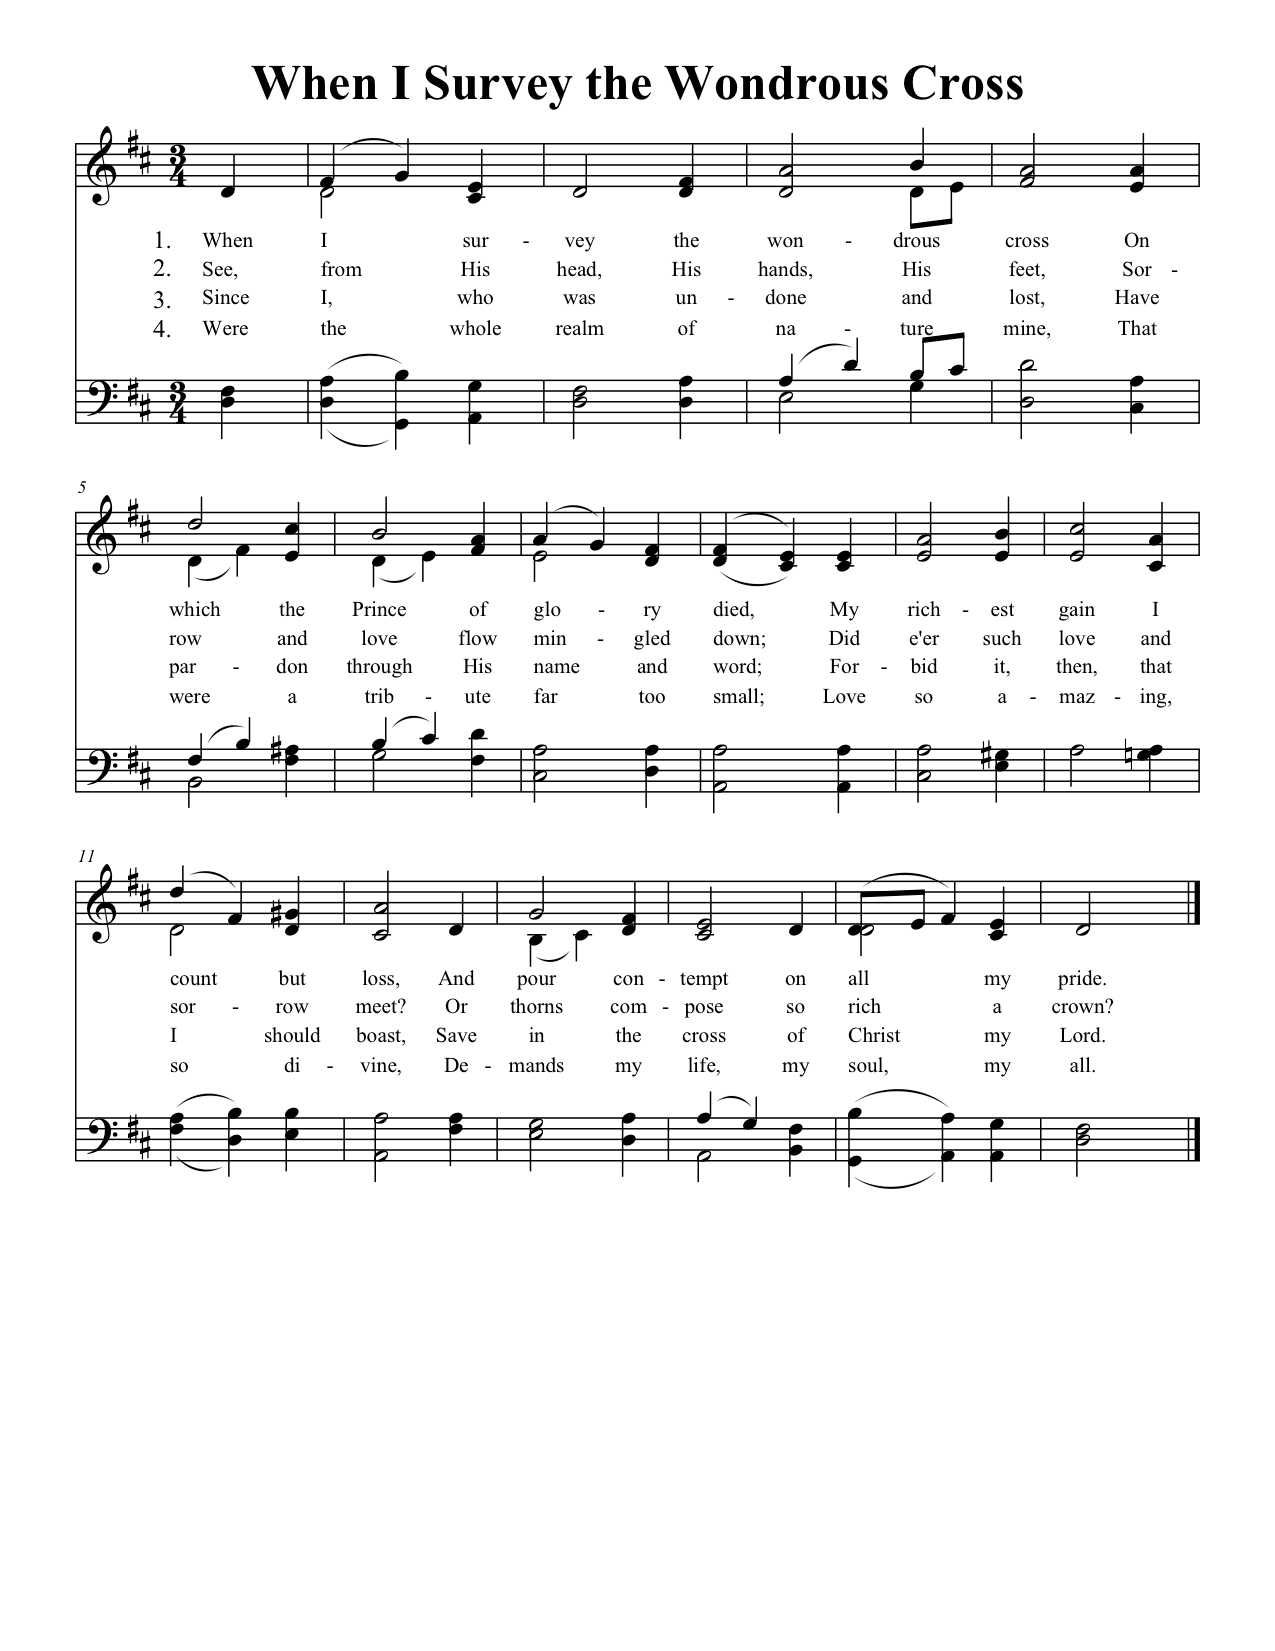 When I Survey the Wondrous Cross
3
4
1. When I sur - vey the won - drous cross On
2. See, from His head, His hands, His feet, Sor -
3. Since I, who was un - done and lost, Have
4. Were the whole realm of na - ture mine, That
3
4
5
which the Prince of glo - ry died, My rich - est gain I
row and love flow min - gled down; Did e'er such love and
par - don through His name and word; For - bid it, then, that
were a trib - ute far too small; Love so a - maz - ing,
11
count but loss, And pour con - tempt on all my pride.
sor - row meet? Or thorns com - pose so rich a crown?
I should boast, Save in the cross of Christ my Lord.
so di - vine, De - mands my life, my soul, my all.